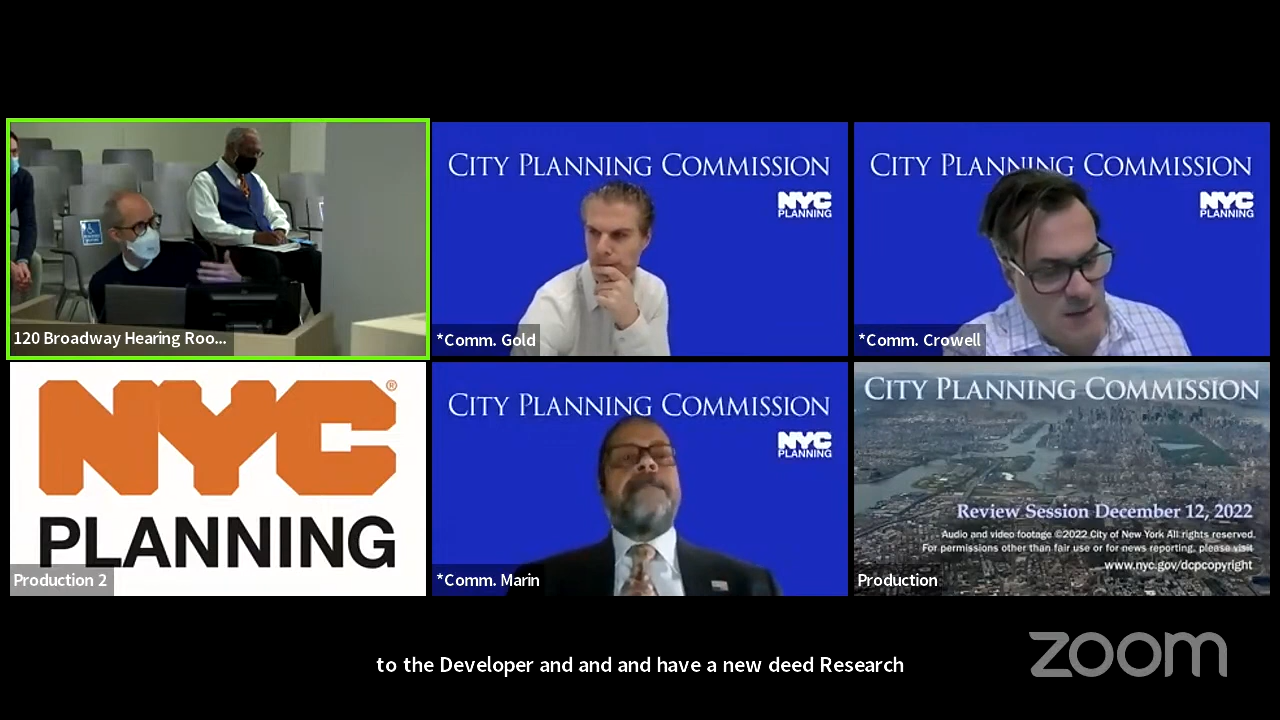 120 Broadway Hearing Roo...
CITY PLANNING COMMISSION
NYC
PLANNING
*Comm. Gold
CITY PLANNING COMMISSION
NYC
PLANNING
*Comm. Crowell
NYC®
PLANNING
Production 2
CITY PLANNING COMMISSION
NYC
PLANNING
*Comm. Marin
CITY PLANNING COMMISSION
Review Session December 12, 2022
Audio and video footage ©2022 City of New York All rights reserved.
For permissions other than fair use or for news reporting, please visit
www.nyc.gov/dcpcopyright
Production
to the Developer and and and have a new deed Research
zoom